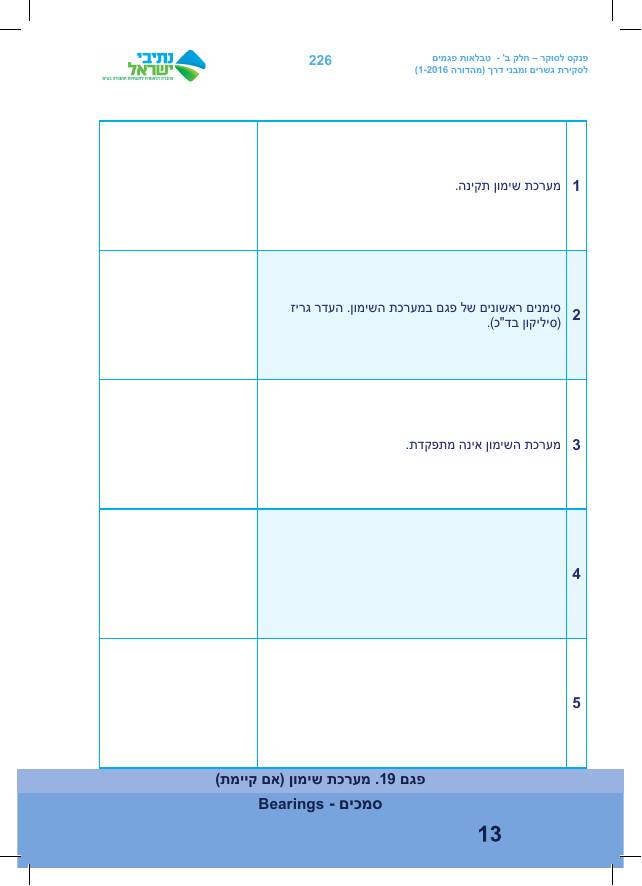 פנקס לסוקר – חלק ב' - טבלאות פגמים
לסקירת גשרים ומבני דרך (מהדורה 1-2016)
226
נתיבי
ישראל
1
מערכת שימון תקינה.
2
סימנים ראשונים של פגם במערכת השימון. העדר גריז
(סיליקון בד"כ).
3
מערכת השימון אינה מתפקדת.
4
5
פגם 19. מערכת שימון (אם קיימת)
סמכים - Bearings
13